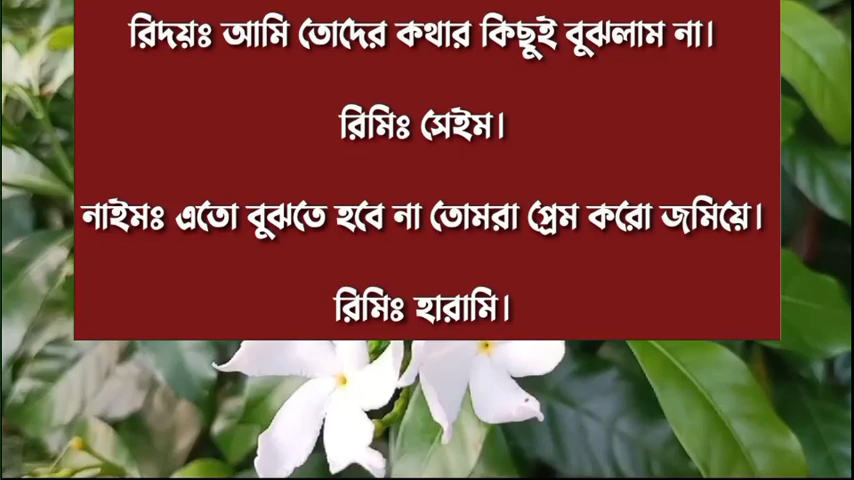 রিদয়ঃ আমি তোদের কথার কিছুই বুঝলাম না।
রিমিঃ সেইম।
নাইমঃ এতো বুঝতে হবে না তোমরা প্রেম করো জমিয়ে।
রিমিঃ হারামি।